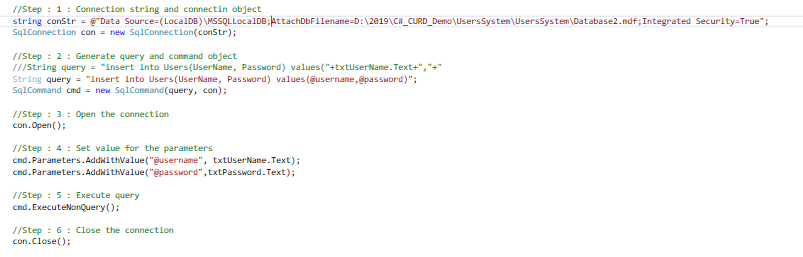 //Step : 1 : Connection string and connectin object
string conStr = @"Data Source=(LocalDB)\MSSQLLocalDB;AttachDbFilename=D:\2019\C#_CURD_Demo\UsersSystem\UsersSystem\Database2.mdf;Integrated Security=True";
SqlConnection con = new SqlConnection(conStr);
//Step : 2 : Generate query and command object
///String query = "insert into Users(UserName, Password) values("+txtUserName.Text+","+"
String query = "insert into Users(UserName, Password) values(@username,@password)";
SqlCommand cmd = new SqlCommand(query, con);
//Step : 3 : Open the connection
con.Open();
//Step : 4 : Set value for the parameters
cmd.Parameters.AddWithValue("@username", txtUserName.Text);
cmd.Parameters.AddWithValue("@password",txtPassword.Text);
//Step : 5 : Execute query
cmd.ExecuteNonQuery();
//Step : 6 : Close the connection
con.Close();